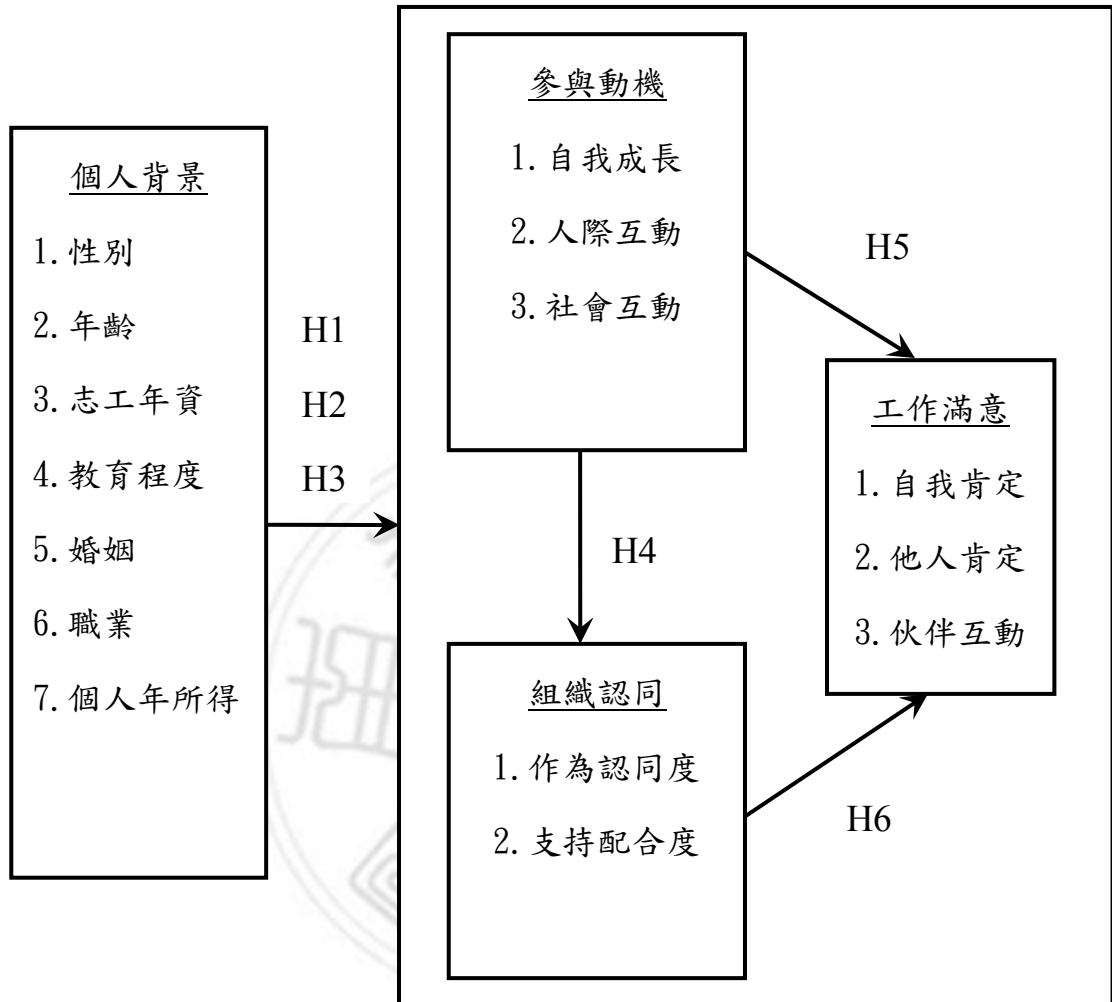 個人背景
1.性別
2.年齡
3.志工年資
4.教育程度
5.婚姻
6.職業
7.個人年所得
H1
H2
H3
參與動機
1.自我成長
2.人際互動
3.社會互動
H4
組織認同
1.作為認同度
2.支持配合度
H5
工作滿意
1.自我肯定
2.他人肯定
3.伙伴互動
H6